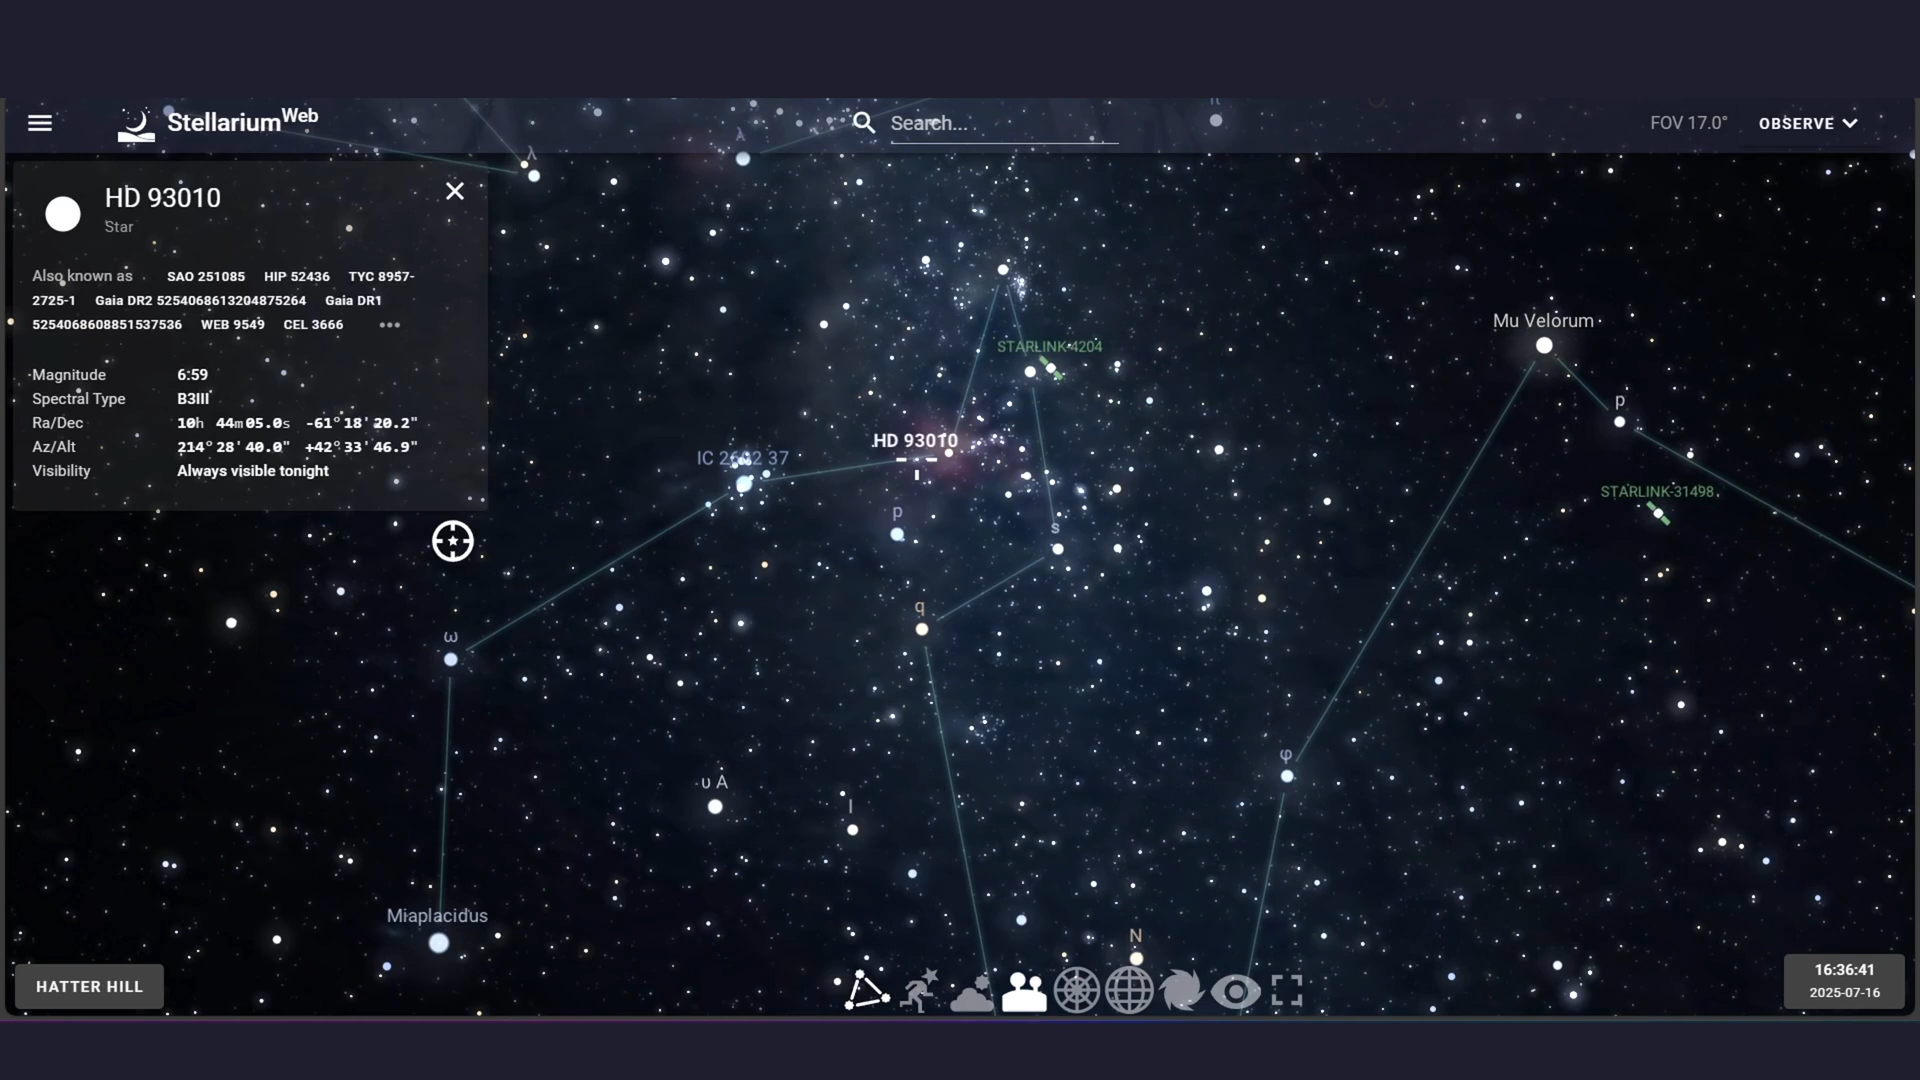 StellariumWeb
Search...
FOV 17.0°
OBSERVE
λ
λ
π
HD 93010
Star
Also known as SAO 251085 HIP 52436 TYC 8957-
2725-1 Gaia DR2 5254068613204875264 Gaia DR1
5254068608851537536 WEB 9549 CEL 3666 •••
Magnitude 6.59
Spectral Type B3III
Ra/Dec 10h 44m05.0s -61°18'20.2"
Az/Alt 214°28'40.0" +42°33'46.9"
Visibility Always visible tonight
Mu Velorum
STARLINK-4204
p
HD 93010
IC 2602 37
STARLINK-31498
p
s
q
ω
φ
υ A
l
Miaplacidus
N
HATTER HILL
16:36:41
2025-07-16